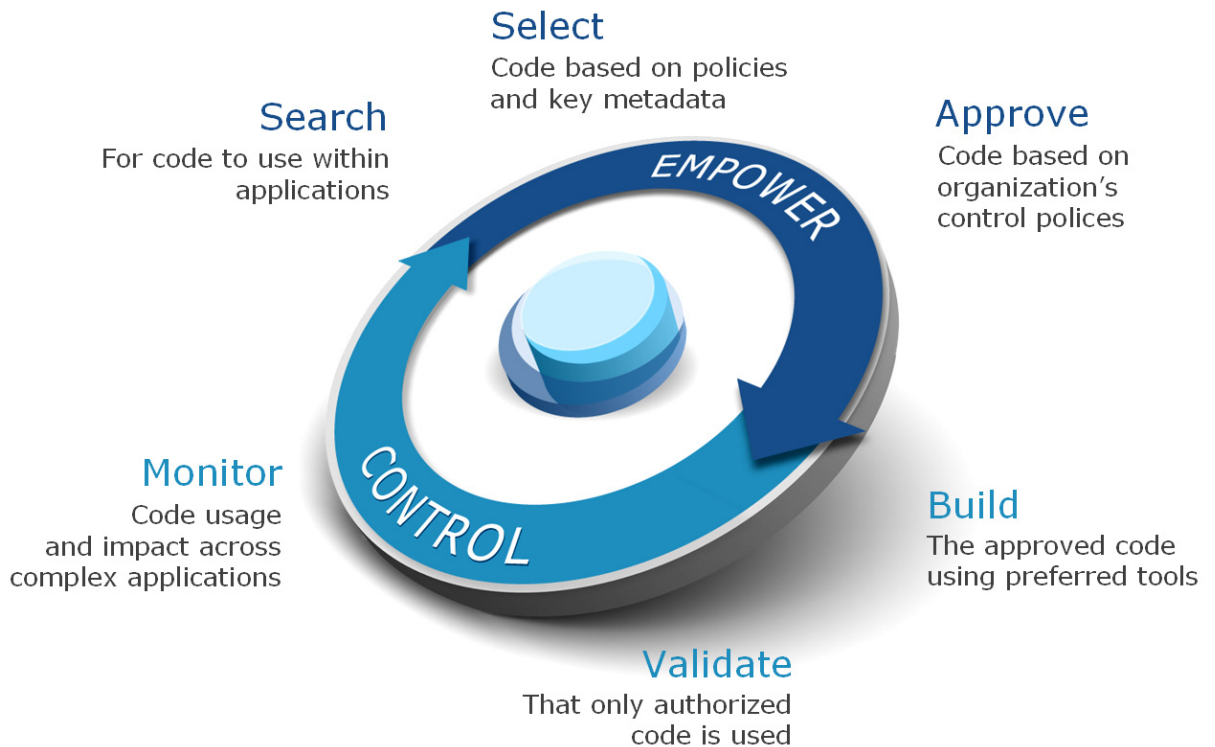 Select
Code based on policies
and key metadata
Search
For code to use within
applications
Approve
Code based on
organization’s
control polices
EMPOWER
CONTROL
Monitor
Code usage
and impact across
complex applications
Build
The approved code
using preferred tools
Validate
That only authorized
code is used